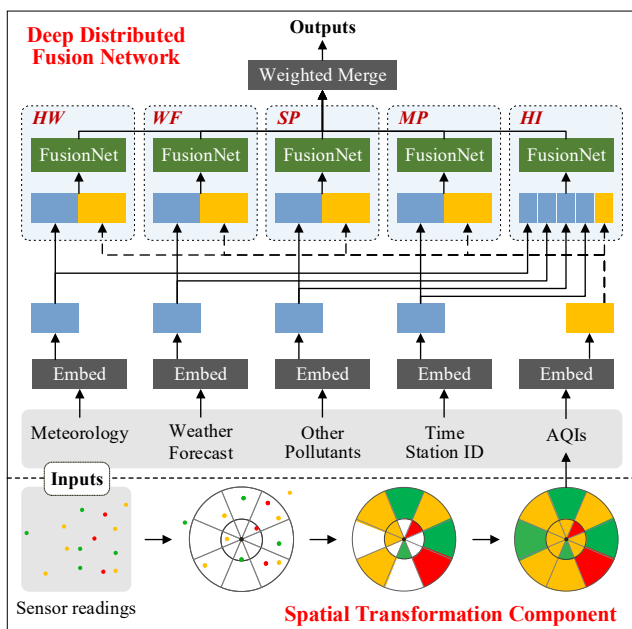 Deep Distributed
Fusion Network
Outputs
Weighted Merge
HW
WF
SP
MP
HI
FusionNet
FusionNet
FusionNet
FusionNet
FusionNet
Embed
Embed
Embed
Embed
Embed
Meteorology
Weather
Forecast
Other
Pollutants
Time
Station ID
AQIs
Inputs
Sensor readings
Spatial Transformation Component